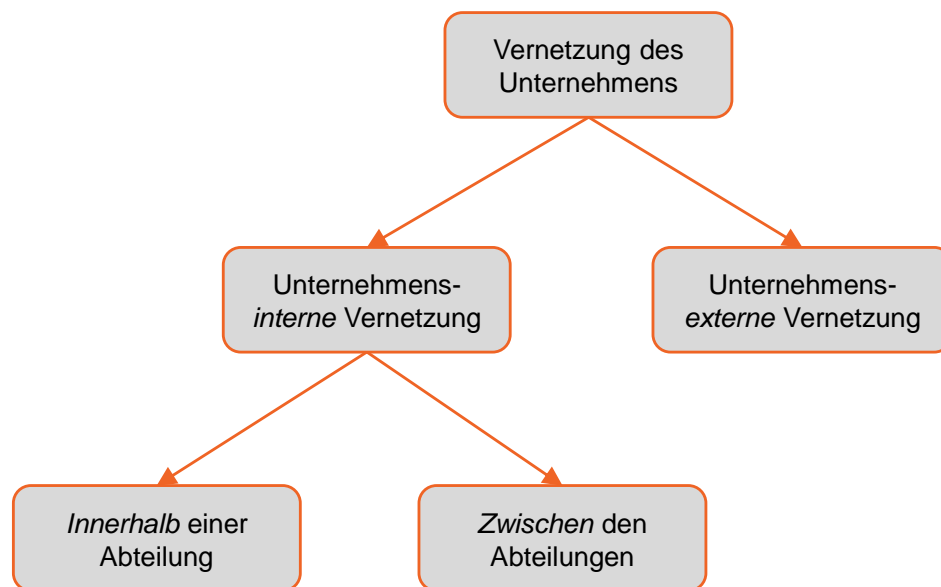 Vernetzung des
Unternehmens
Unternehmens-
interne Vernetzung
Unternehmens-
externe Vernetzung
Innerhalb einer
Abteilung
Zwischen den
Abteilungen